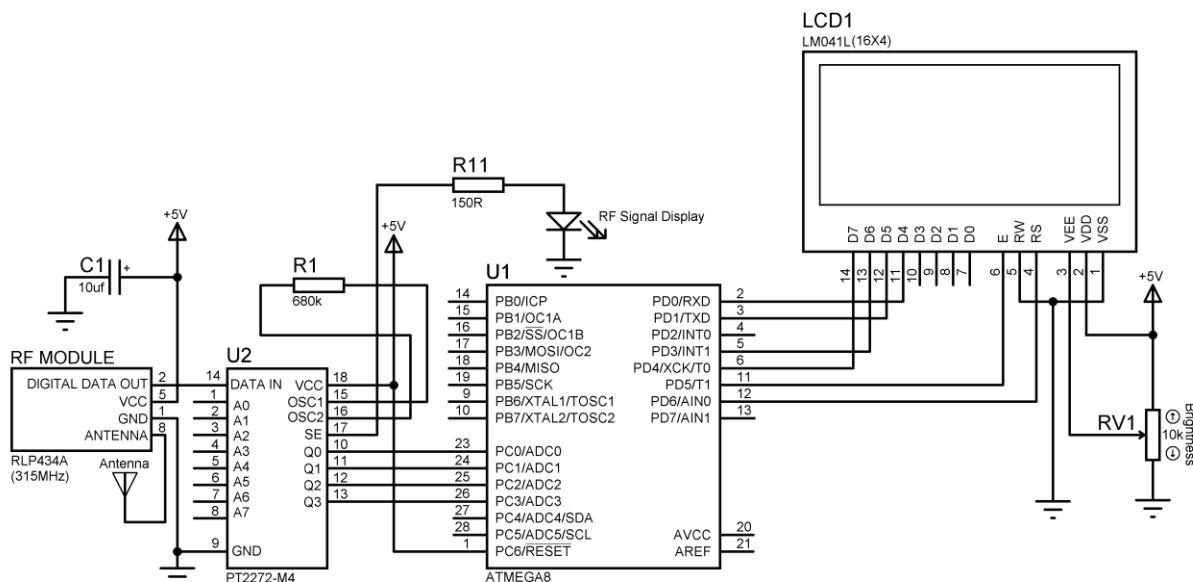 LCD1
LM041L(16X4)
D7 D6 D5 D4 D3 D2 D1 D0 E RW RS VEE VDD VSS
14 13 12 11 10 9 8 7 6 5 4 3 2 1
+5V
RV1
10k
Brightness
R11
150R
RF Signal Display
+5V
C1
+
10uf
+5V
R1
680k
RF MODULE
DIGITAL DATA OUT 2
VCC 5
GND 1
ANTENNA 8
RLP434A
(315MHz)
Antenna
U2
14 DATA IN
1 A0
2 A1
3 A2
4 A3
5 A4
6 A5
7 A6
8 A7
9 GND
VCC 18
OSC1 15
OSC2 16
SE 17
Q0 10
Q1 11
Q2 12
Q3 13
PT2272-M4
U1
14 PB0/ICP
15 PB1/OC1A
16 PB2/SS/OC1B
17 PB3/MOSI/OC2
18 PB4/MISO
19 PB5/SCK
9 PB6/XTAL1/TOSC1
10 PB7/XTAL2/TOSC2
23 PC0/ADC0
24 PC1/ADC1
25 PC2/ADC2
26 PC3/ADC3
27 PC4/ADC4/SDA
28 PC5/ADC5/SCL
1 PC6/RESET
PD0/RXD 2
PD1/TXD 3
PD2/INT0 4
PD3/INT1 5
PD4/XCK/T0 6
PD5/T1 11
PD6/AIN0 12
PD7/AIN1 13
AVCC 20
AREF 21
ATMEGA8